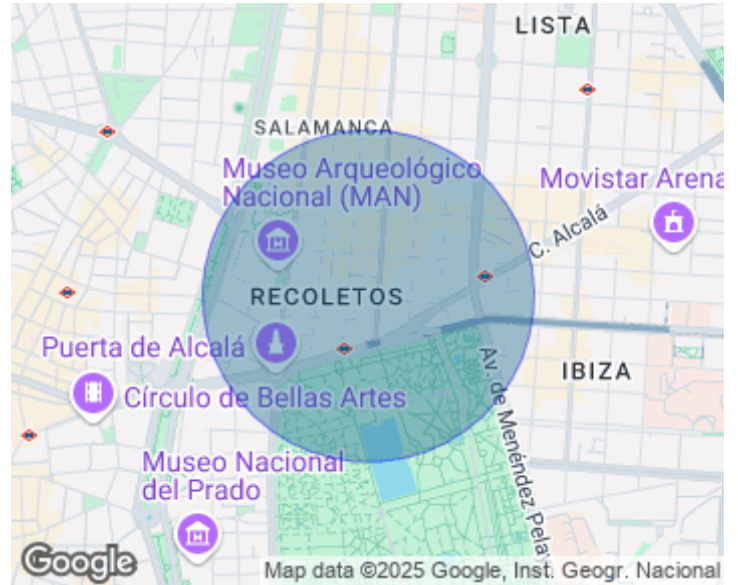 LISTA
SALAMANCA
Museo Arqueológico
Nacional (MAN)
Movistar Arena
C. Alcalá
RECOLETOS
Puerta de Alcalá
IBIZA
Círculo de Bellas Artes
Av. de Menéndez Pelay
Museo Nacional
del Prado
Google
Map data ©2025 Google, Inst. Geogr. Nacional